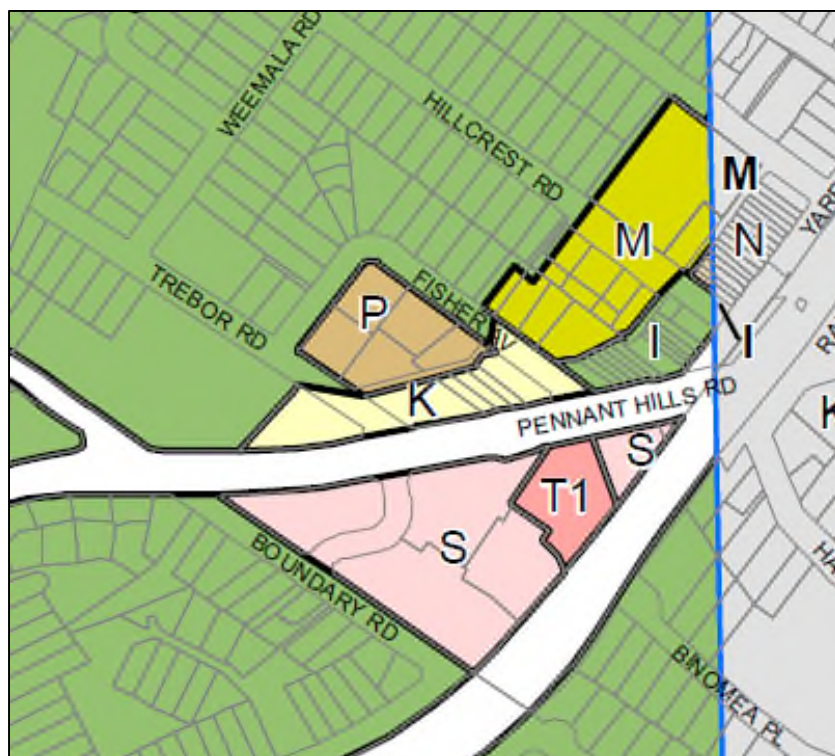 WEEMALA RD
HILLCREST RD
M
M
N
TREBOR RD
FISHER AV
P
I
I
K
PENNANT HILLS RD
K
S
T1
S
BOUNDARY RD
BINOMEA PL